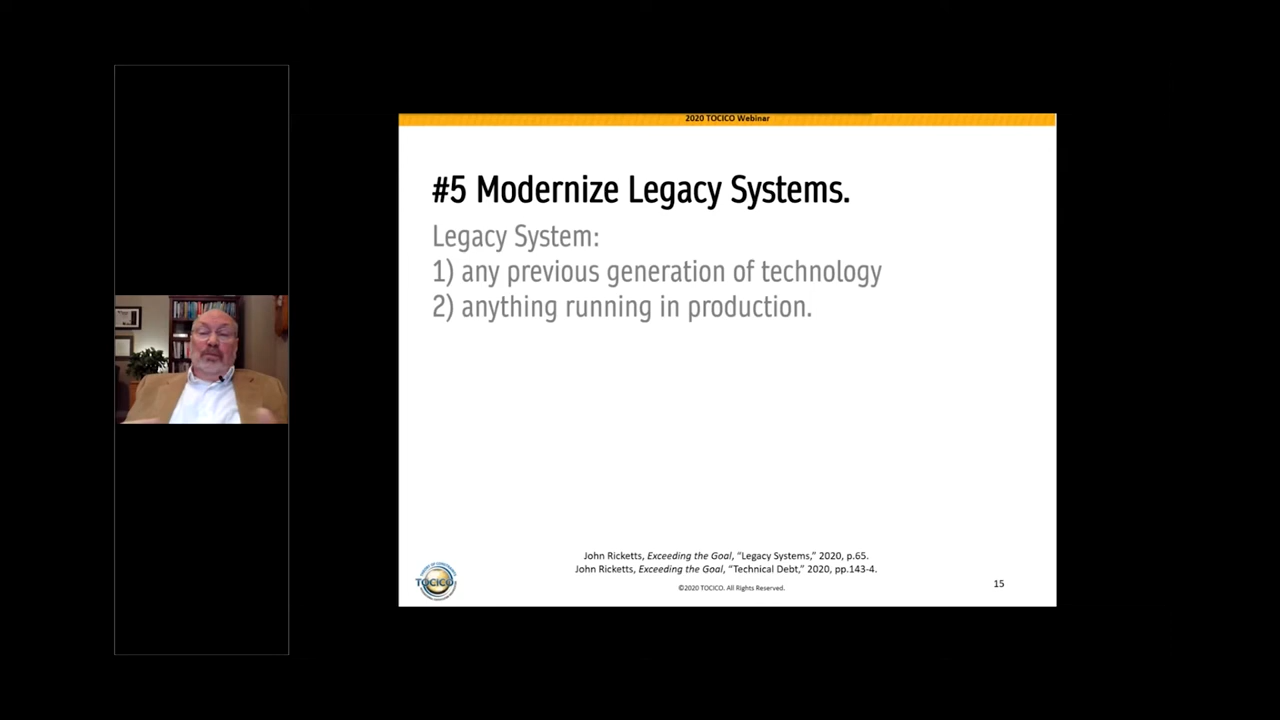 2020 TOCICO Webinar
#5 Modernize Legacy Systems.
Legacy System:
1) any previous generation of technology
2) anything running in production.
John Ricketts, Exceeding the Goal, “Legacy Systems,” 2020, p.65.
John Ricketts, Exceeding the Goal, “Technical Debt,” 2020, pp.143-4.
TOCICO
©2020 TOCICO. All Rights Reserved.
15